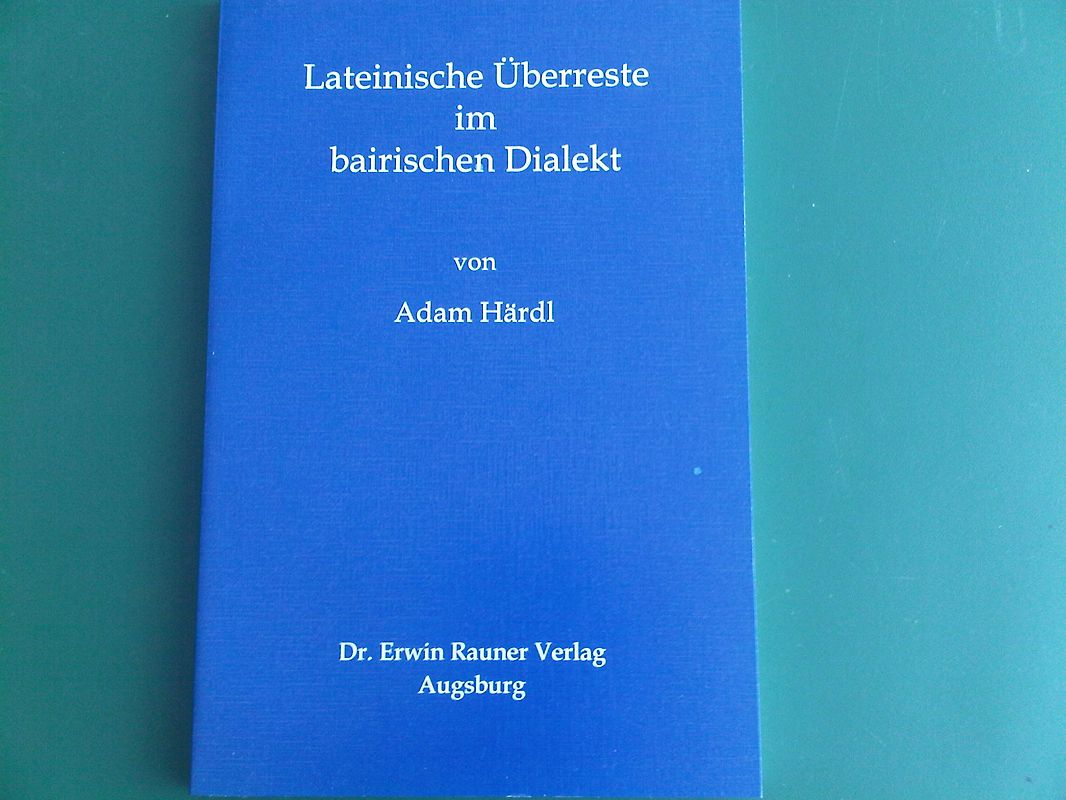 Lateinische Überreste
im
bairischen Dialekt
von
Adam Härdl
Dr. Erwin Rauner Verlag
Augsburg